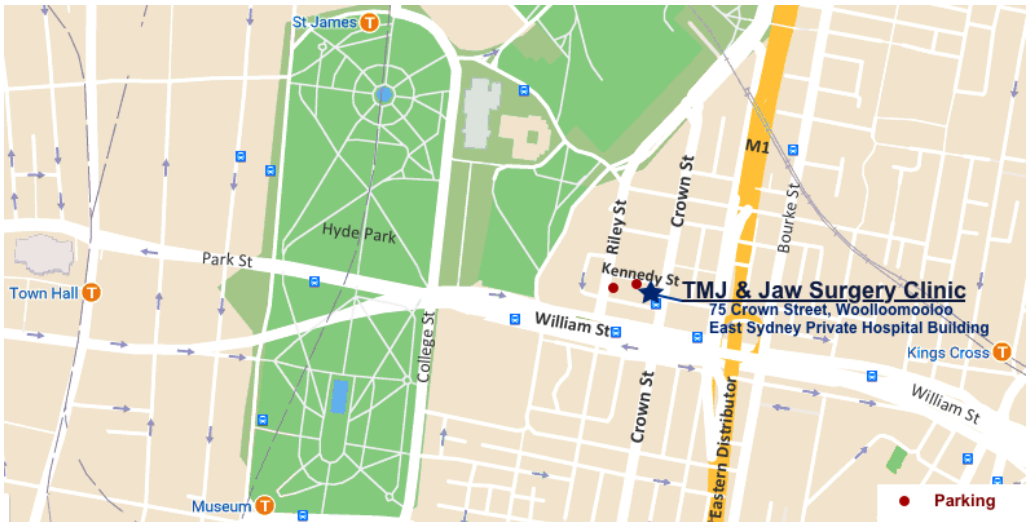 St James T
M1
Crown St
Riley St
Bourke St
Hyde Park
Park St
Kennedy St
Town Hall T
TMJ & Jaw Surgery Clinic
75 Crown Street, Woolloomooloo
East Sydney Private Hospital Building
William St
College St
Kings Cross T
Crown St
Eastern Distributor
William St
Museum T
Parking